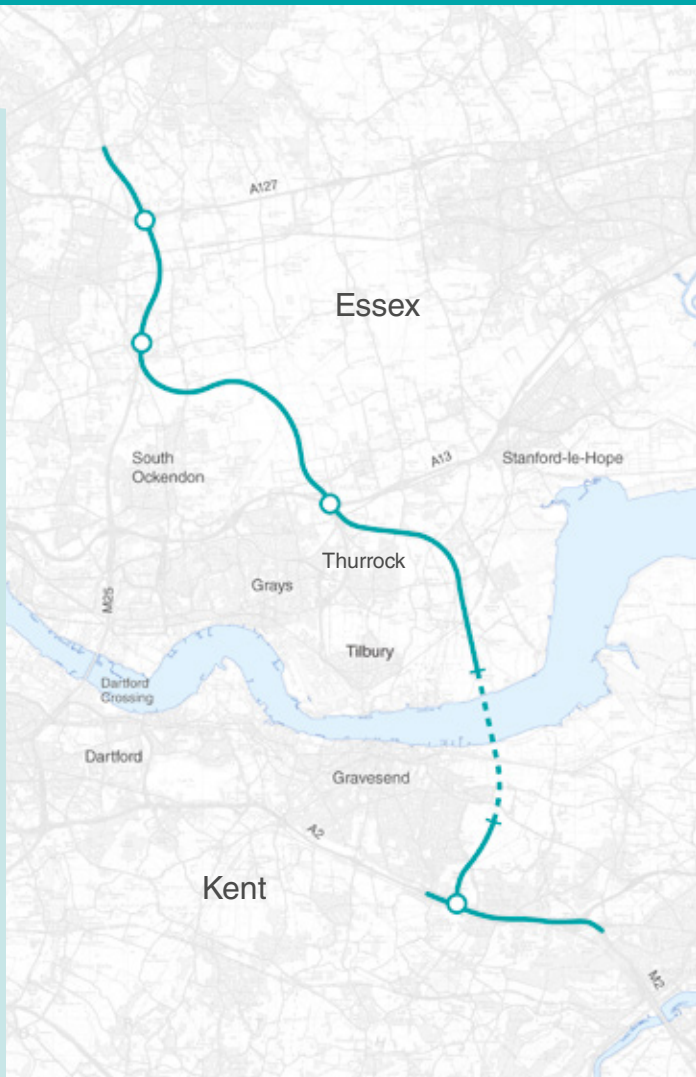 A127
Essex
South
Ockendon
A13
Stanford-le-Hope
Thurrock
Grays
M25
Tilbury
Dartford
Crossing
Dartford
Gravesend
A2
Kent
M2